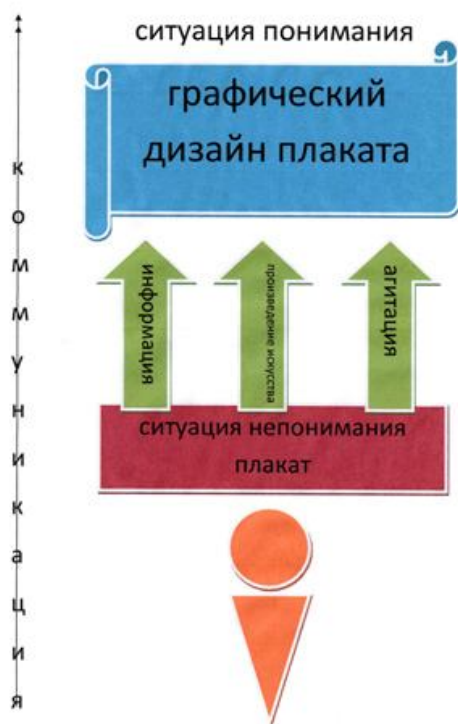 ситуация понимания
графический
дизайн плаката
информация
произведение искусства
агитация
ситуация непонимания
плакат
коммуникация